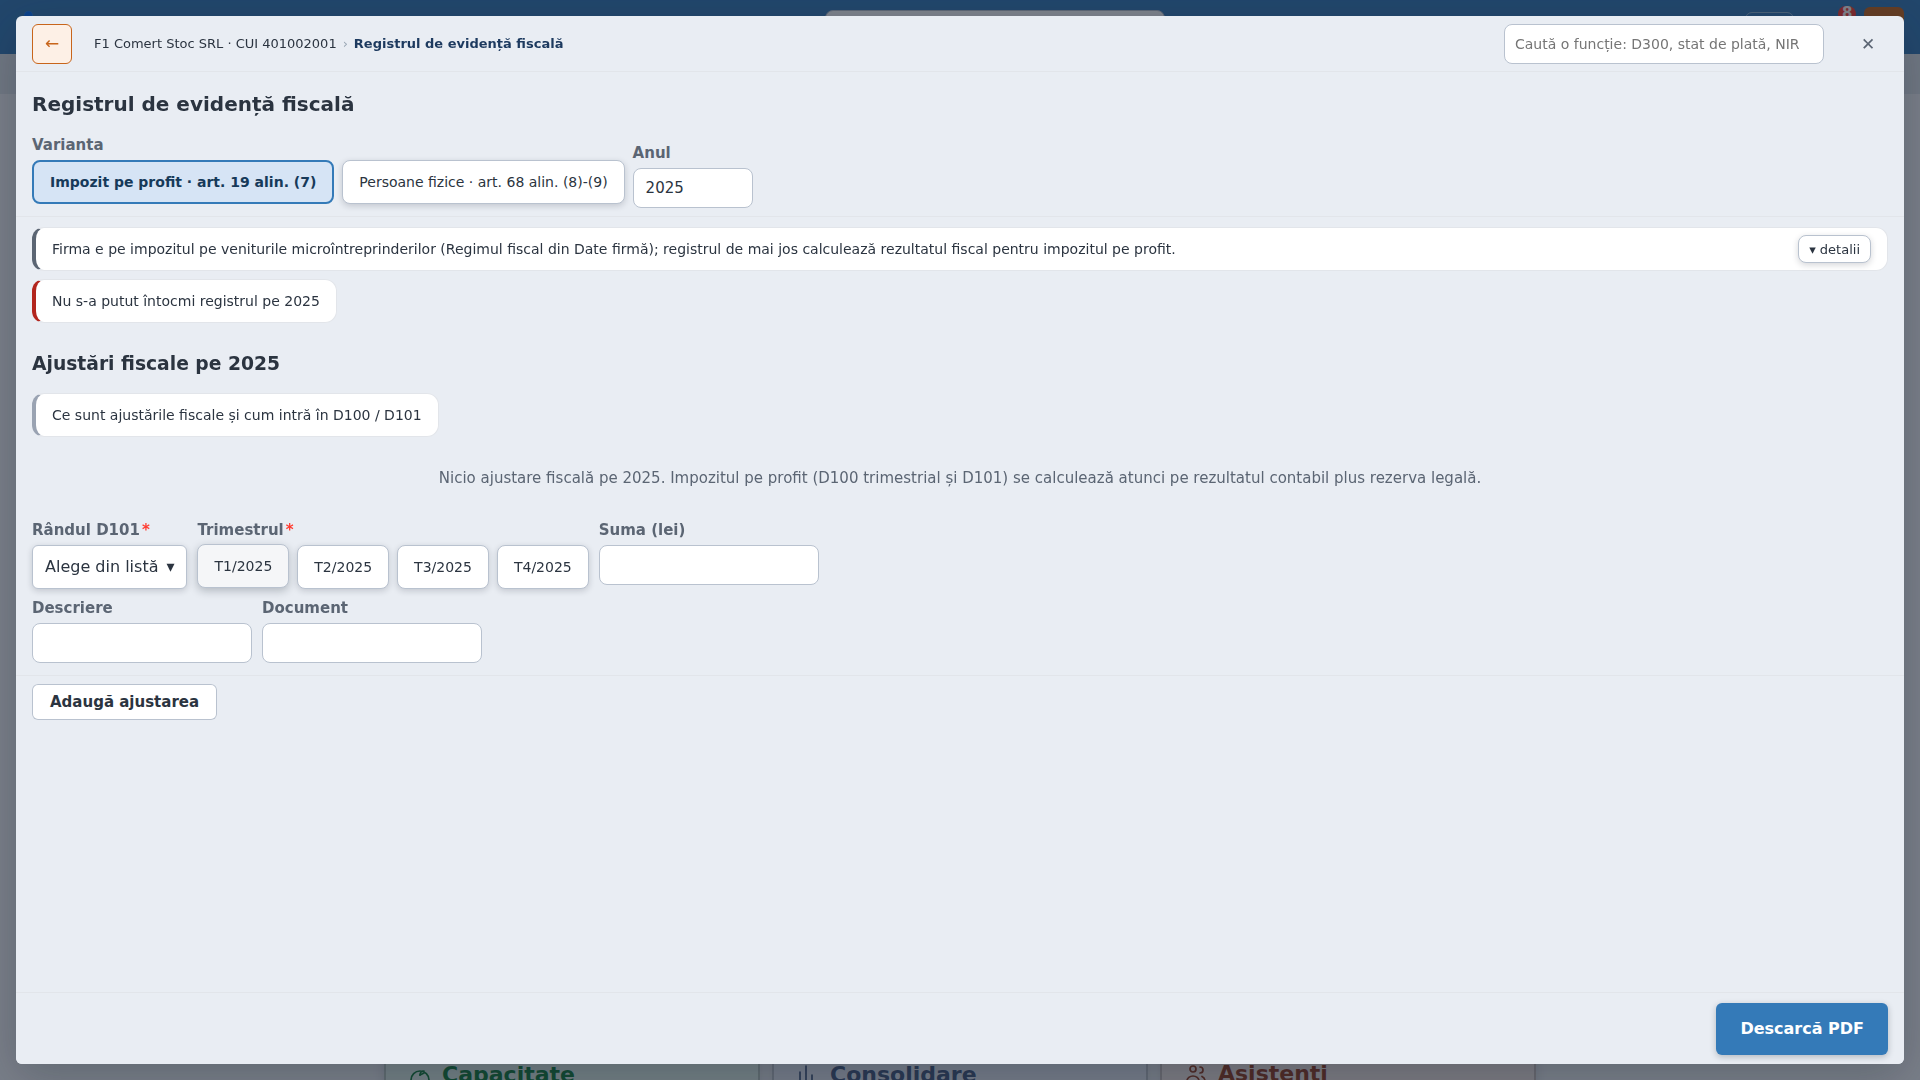 ← F1 Comert Stoc SRL · CUI 401002001 › Registrul de evidență fiscală Caută o funcție: D300, stat de plată, NIR ✕
8
Registrul de evidență fiscală
Varianta
Anul
Impozit pe profit · art. 19 alin. (7) Persoane fizice · art. 68 alin. (8)-(9) 2025
Firma e pe impozitul pe veniturile microîntreprinderilor (Regimul fiscal din Date firmă); registrul de mai jos calculează rezultatul fiscal pentru impozitul pe profit. ▾ detalii
Nu s-a putut întocmi registrul pe 2025
Ajustări fiscale pe 2025
Ce sunt ajustările fiscale și cum intră în D100 / D101
Nicio ajustare fiscală pe 2025. Impozitul pe profit (D100 trimestrial și D101) se calculează atunci pe rezultatul contabil plus rezerva legală.
Rândul D101* Trimestrul* Suma (lei)
Alege din listă ▾ T1/2025 T2/2025 T3/2025 T4/2025
Descriere Document
Adaugă ajustarea
Descarcă PDF
Capacitate Consolidare Asistenți